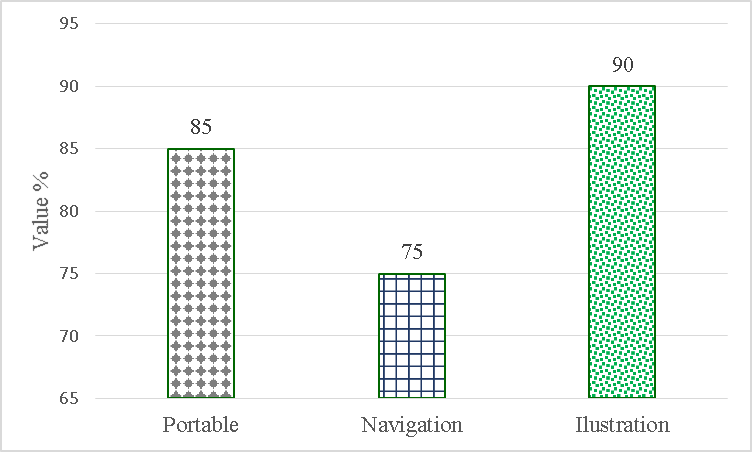 95
90
85
80
75
70
65
Value %
85
75
90
Portable
Navigation
Ilustration